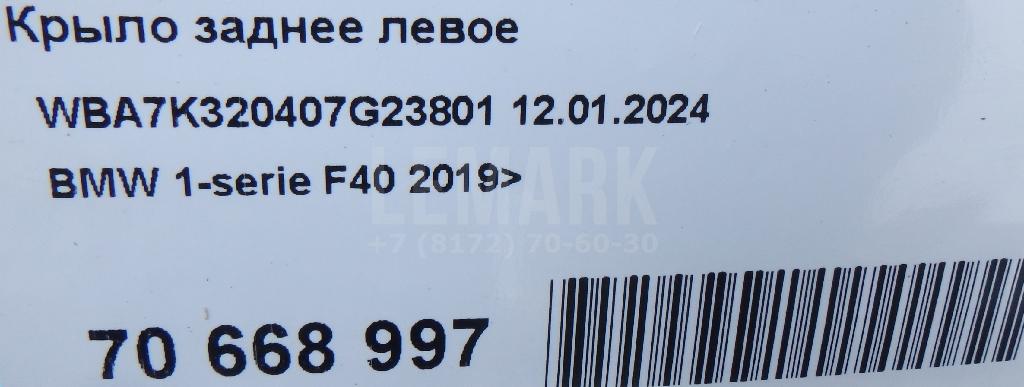 Крыло заднее левое
WBA7K320407G23801 12.01.2024
BMW 1-serie F40 2019>
LEMARK
+7 (8172) 70-60-30
70 668 997